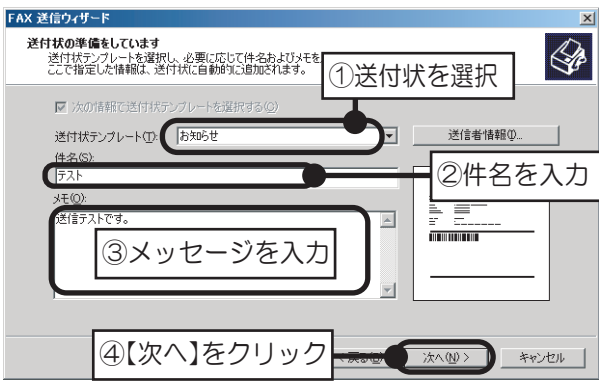 FAX 送信ウィザード
送付状の準備をしています
送付状テンプレートを選択し、必要に応じて件名およびメモを
ここで指定した情報は、送付状に自動的に追加されます。
①送付状を選択
次の情報で送付状テンプレートを選択する(C)
送付状テンプレート(T):
お知らせ
送信者情報(I)...
件名(S):
テスト
②件名を入力
メモ(O):
送信テストです。
③メッセージを入力
④【次へ】をクリック
次へ(N) >
キャンセル